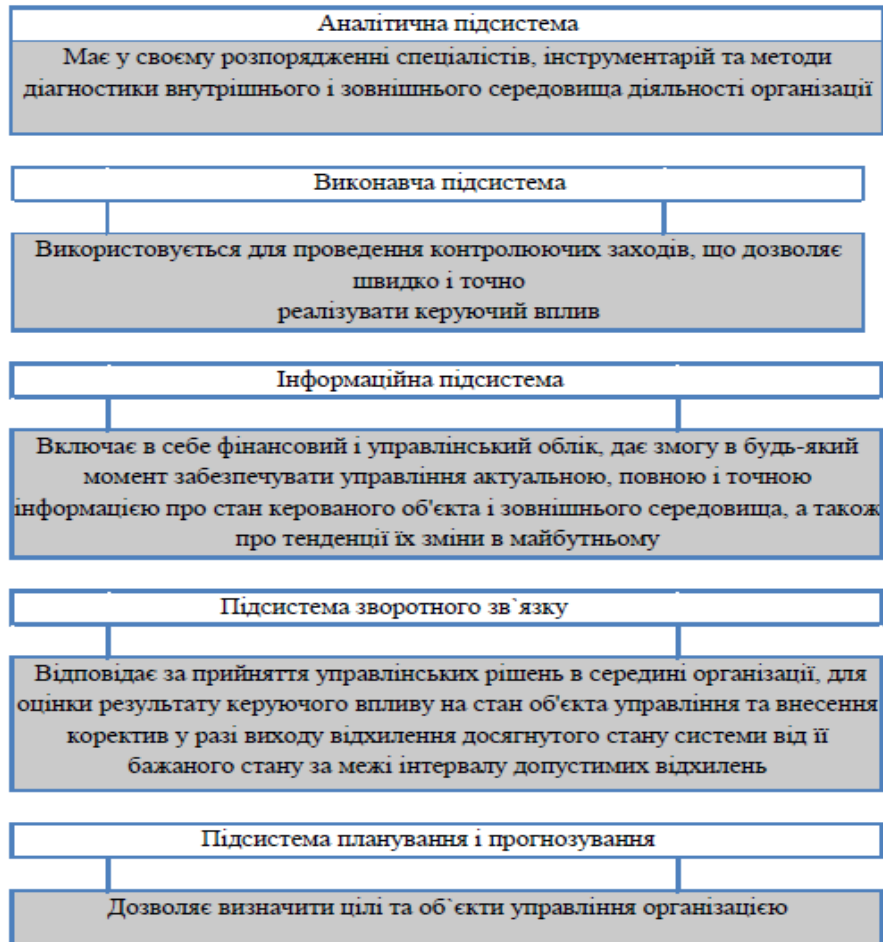 Аналітична підсистема
Має у своєму розпорядженні спеціалістів, інструментарій та методи
діагностики внутрішнього і зовнішнього середовища діяльності організації
Виконавча підсистема
Використовується для проведення контролюючих заходів, що дозволяє
швидко і точно
реалізувати керуючий вплив
Інформаційна підсистема
Включає в себе фінансовий і управлінський облік, дає змогу в будь-який
момент забезпечувати управління актуальною, повною і точною
інформацією про стан керованого об'єкта і зовнішнього середовища, а також
про тенденції їх зміни в майбутньому
Підсистема зворотного зв`язку
Відповідає за прийняття управлінських рішень в середині організації, для
оцінки результату керуючого впливу на стан об'єкта управління та внесення
коректив у разі виходу відхилення досягнутого стану системи від її
бажаного стану за межі інтервалу допустимих відхилень
Підсистема планування і прогнозування
Дозволяє визначити цілі та об`єкти управління організацією